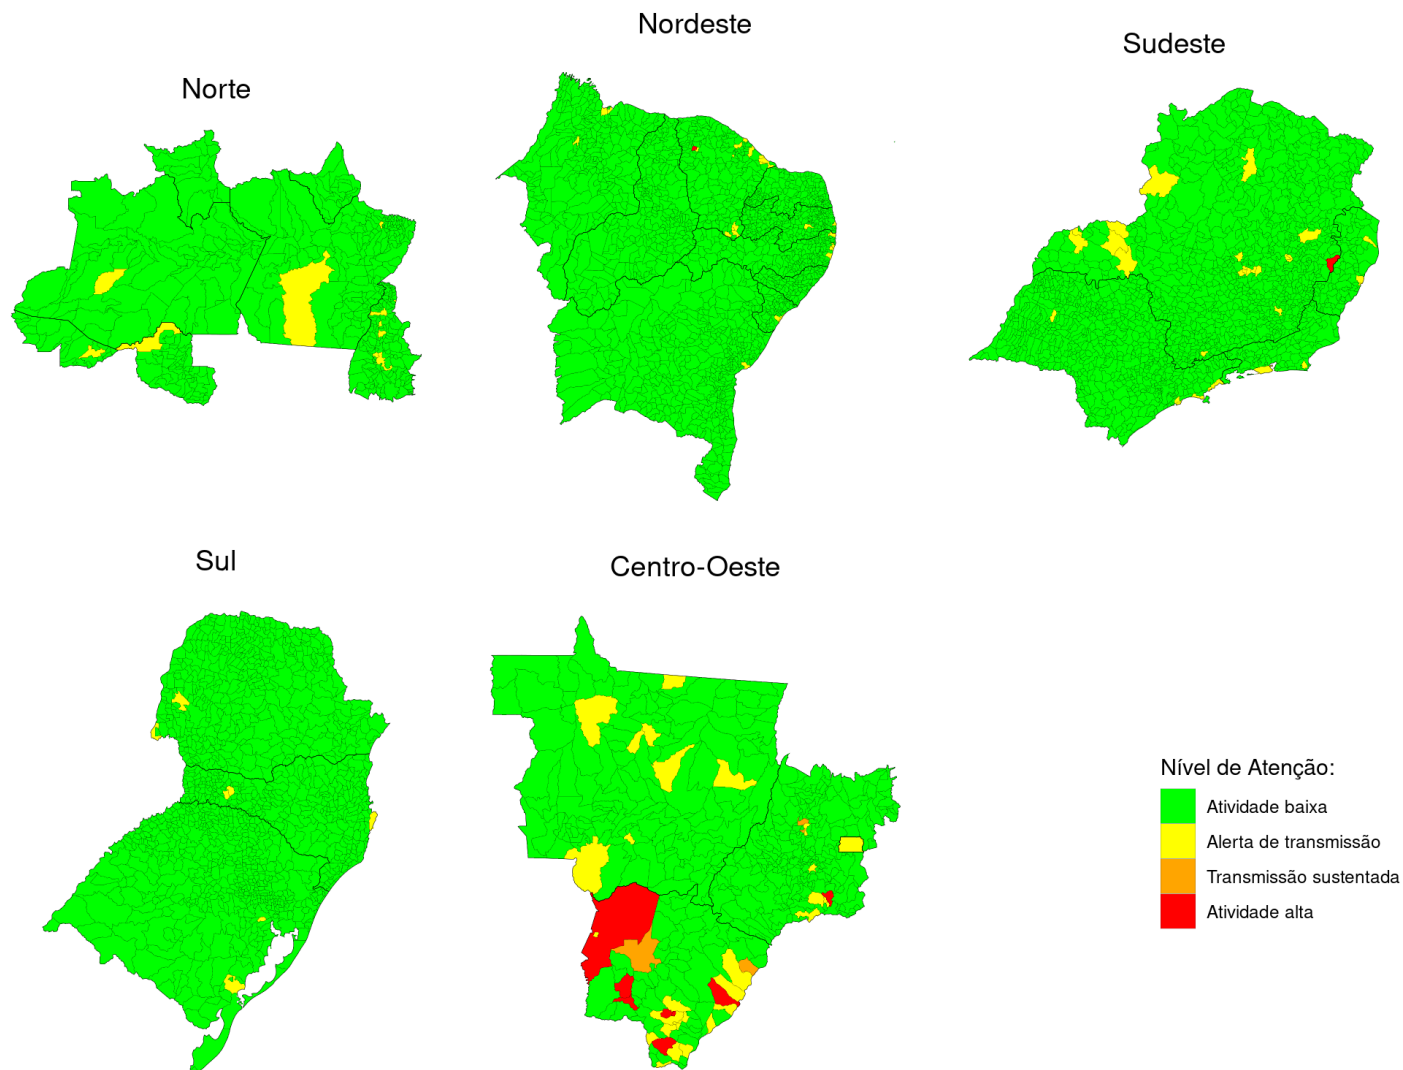 Norte
Nordeste
Sudeste
Sul
Centro-Oeste
Nível de Atenção:
Atividade baixa
Alerta de transmissão
Transmissão sustentada
Atividade alta